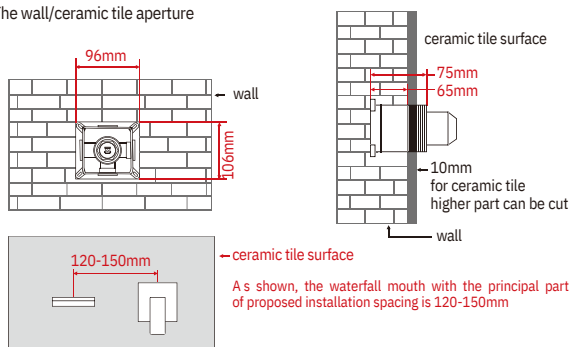 The wall/ceramic tile aperture
96mm
wall
106mm
ceramic tile surface
75mm
65mm
10mm
for ceramic tile
higher part can be cut
wall
120-150mm
ceramic tile surface
As shown, the waterfall mouth with the principal part
of proposed installation spacing is 120-150mm